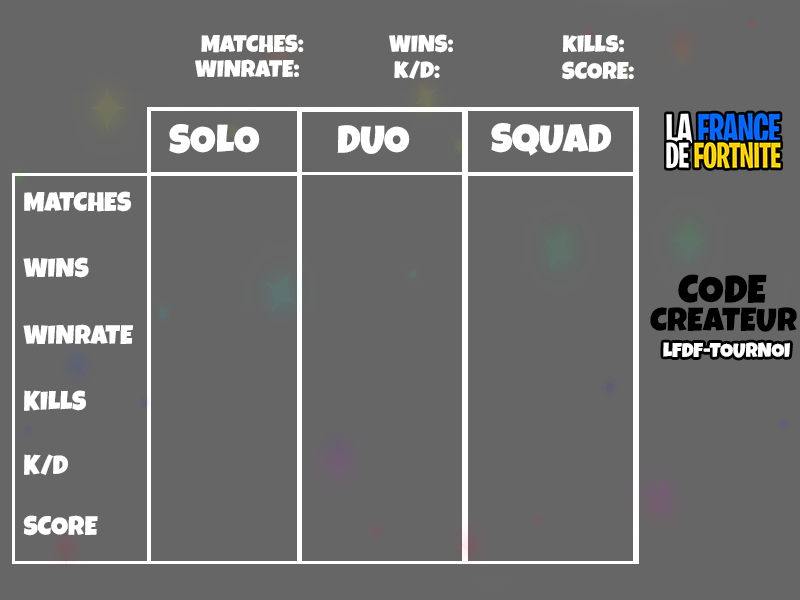 MATCHES: WINS: KILLS:
WINRATE: K/D: SCORE:
SOLO DUO SQUAD
LA FRANCE
DE FORTNITE
MATCHES
WINS
WINRATE
KILLS
K/D
SCORE
CODE
CREATEUR
LFDF-TOURNOI